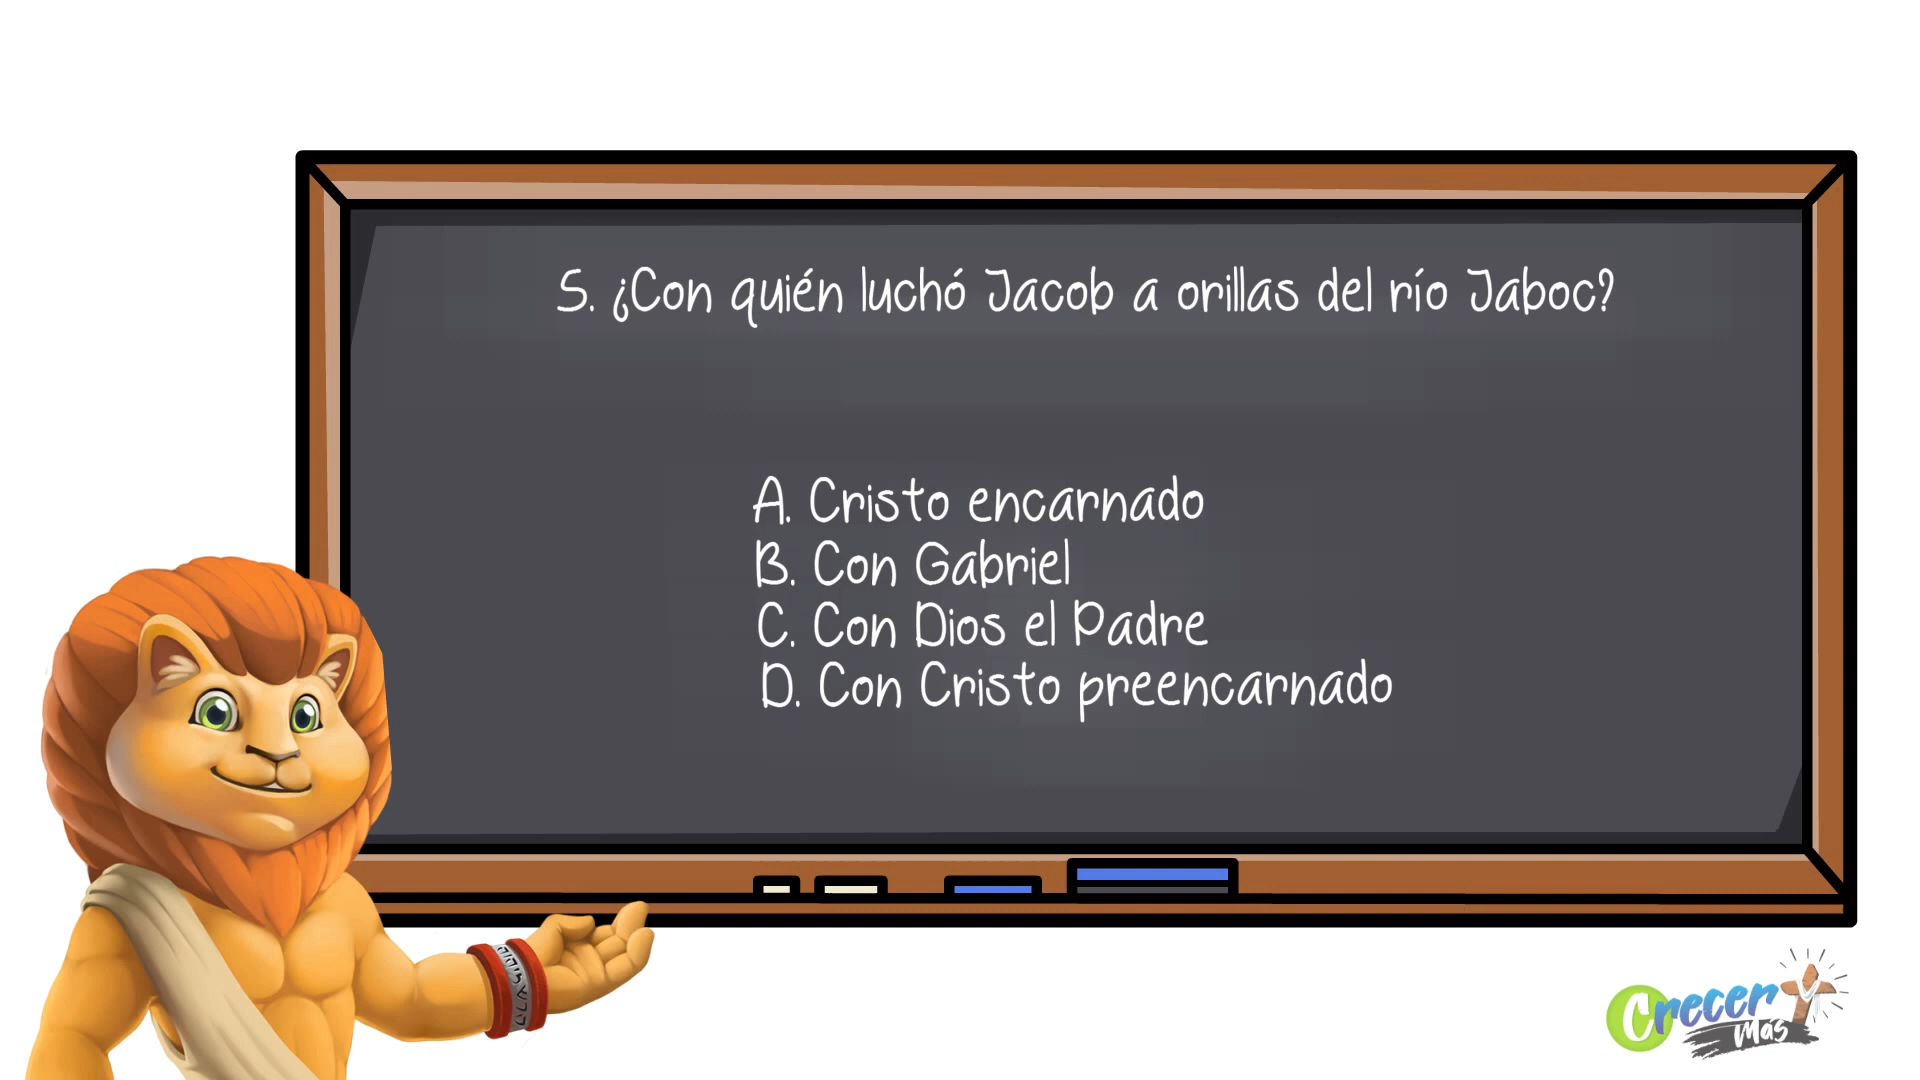 5. ¿Con quién luchó Jacob a orillas del río Jaboc?
A. Cristo encarnado
B. Con Gabriel
C. Con Dios el Padre
D. Con Cristo preencarnado
Crecer y
Más